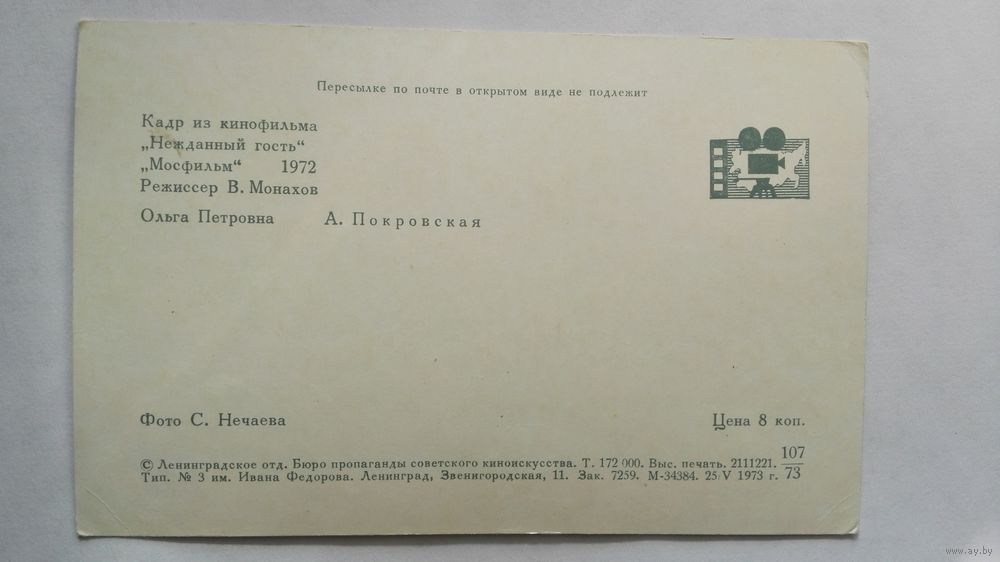 Пересылке по почте в открытом виде не подлежит
Кадр из кинофильма
„Нежданный гость“
„Мосфильм“ 1972
Режиссер В. Монахов
Ольга Петровна А. Покровская
Фото С. Нечаева
Цена 8 коп.
© Ленинградское отд. Бюро пропаганды советского киноискусства. Т. 172 000. Выс. печать. 2111221. 107/73
Тип. № 3 им. Ивана Федорова. Ленинград, Звенигородская, 11. Зак. 7259. М-34384. 25/V 1973 г.
www.ay.by